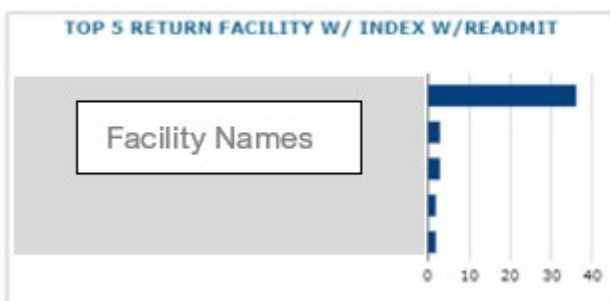 TOP 5 RETURN FACILITY W/ INDEX W/READMIT
Facility Names
0 10 20 30 40